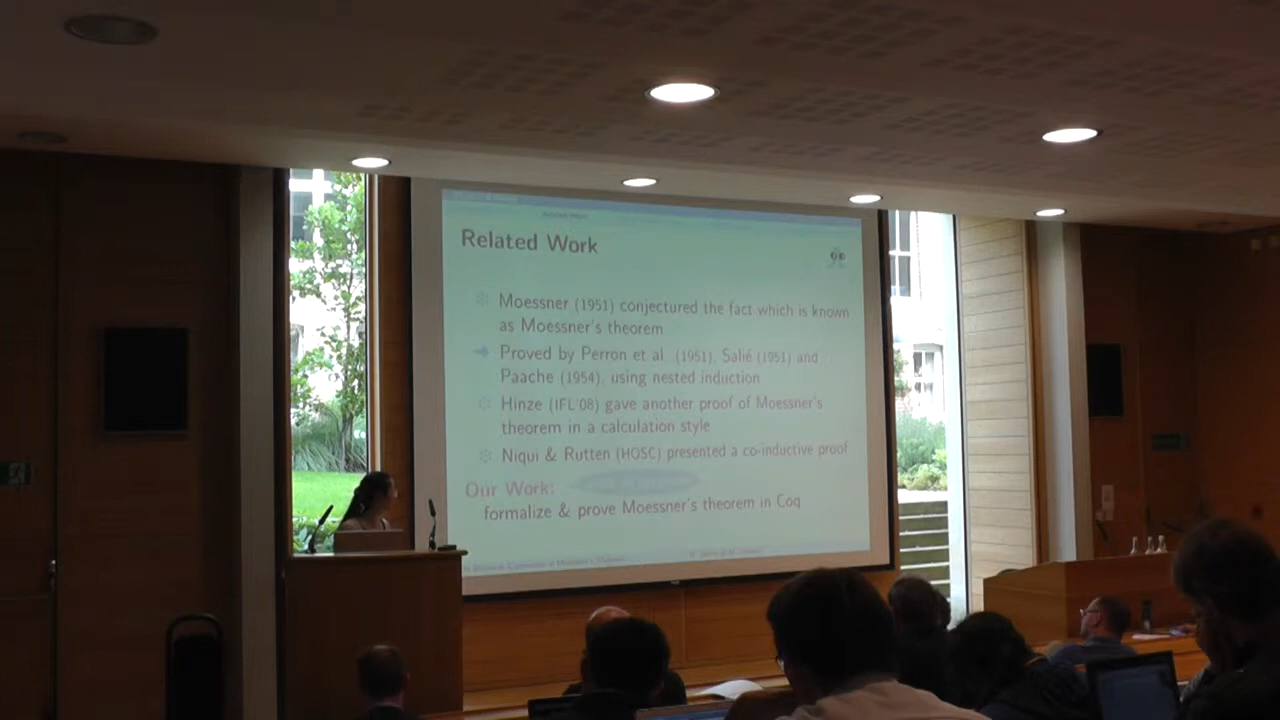 Related Work
Moessner (1951) conjectured the fact which is known
as Moessner's theorem
Proved by Perron et al. (1951), Salié (1951) and
Paache (1954), using nested induction
Hinze (IFL'08) gave another proof of Moessner's
theorem in a calculation style
Niqui & Rutten (HOSC) presented a co-inductive proof
Our Work:
formalize & prove Moessner's theorem in Coq